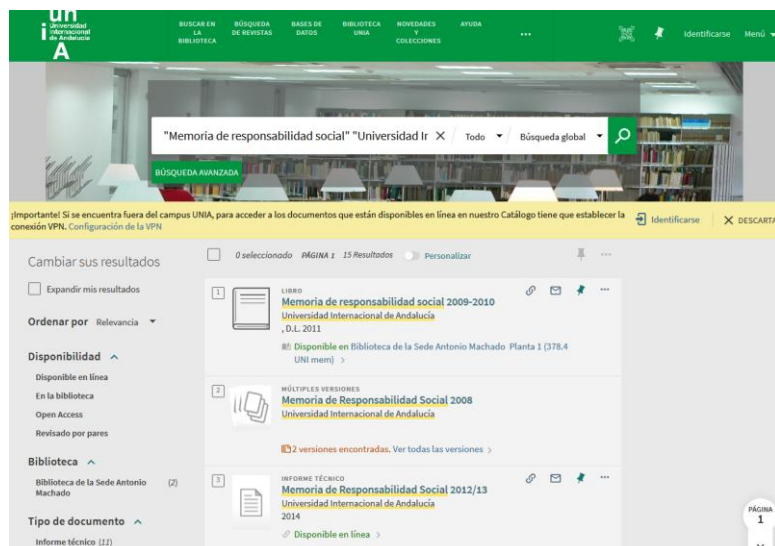 un
i Universidad
Internacional
de Andalucía
A
BUSCAR EN
LA
BIBLIOTECA
BÚSQUEDA
DE REVISTAS
BASES DE
DATOS
BIBLIOTECA
UNIA
NOVEDADES
Y
COLECCIONES
AYUDA
...
Identificarse
Menú
"Memoria de responsabilidad social" "Universidad Ir
Todo
Búsqueda global
BÚSQUEDA AVANZADA
¡Importante! Si se encuentra fuera del campus UNIA, para acceder a los documentos que están disponibles en línea en nuestro Catálogo tiene que establecer la
conexión VPN. Configuración de la VPN
Identificarse
DESCARTA
Cambiar sus resultados
Expandir mis resultados
Ordenar por Relevancia
Disponibilidad
Disponible en línea
En la biblioteca
Open Access
Revisado por pares
Biblioteca
Biblioteca de la Sede Antonio (2)
Machado
Tipo de documento
Informe técnico (11)
0 seleccionado PÁGINA 1 15 Resultados Personalizar
1
LIBRO
Memoria de responsabilidad social 2009-2010
Universidad Internacional de Andalucía
, D.L. 2011
Disponible en Biblioteca de la Sede Antonio Machado Planta 1 (378.4
UNI mem)
2
MÚLTIPLES VERSIONES
Memoria de Responsabilidad Social 2008
Universidad Internacional de Andalucía
2 versiones encontradas. Ver todas las versiones
3
INFORME TÉCNICO
Memoria de Responsabilidad Social 2012/13
Universidad Internacional de Andalucía
2014
Disponible en línea
PÁGINA
1